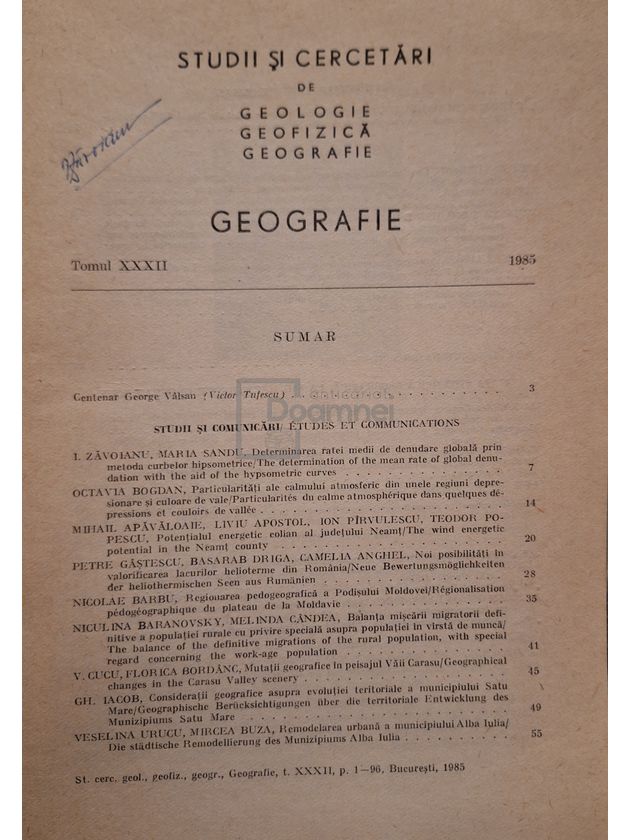 STUDII ŞI CERCETĂRI
DE
GEOLOGIE
GEOFIZICĂ
GEOGRAFIE
GEOGRAFIE
Tomul XXXII 1985
SUMAR
Centenar George Vâlsan (Victor Tufescu) . . . . . . . . . . . . . . . . . 3
STUDII ŞI COMUNICĂRI/ ÉTUDES ET COMMUNICATIONS
I. ZĂVOIANU, MARIA SANDU, Determinarea ratei medii de denudare globală prin
metoda curbelor hipsometrice/The determination of the mean rate of global denu-
dation with the aid of the hypsometric curves . . . . . . . . . . . . 7
OCTAVIA BOGDAN, Particularităţi ale calmului atmosferic din unele regiuni depre-
sionare şi culoare de vale/Particularités du calme atmosphérique dans quelques dé-
pressions et couloirs de vallée . . . . . . . . . . . . . . . . . . 14
MIHAIL APĂVĂLOAIE, LIVIU APOSTOL, ION PÎRVULESCU, TEODOR PO-
PESCU, Potenţialul energetic eolian al judeţului Neamţ/The wind energetic
potential in the Neamţ county . . . . . . . . . . . . . . . . . . 20
PETRE GÂŞTESCU, BASARAB DRIGA, CAMELIA ANGHEL, Noi posibilităţi în
valorificarea lacurilor helioterme din România/Neue Bewertungsmöglichkeiten
der heliothermischen Seen aus Rumänien . . . . . . . . . . . . . . 28
NICOLAE BARBU, Regionarea pedogeografică a Podişului Moldovei/Régionalisation
pédogéographique du plateau de la Moldavie . . . . . . . . . . . . 35
NICULINA BARANOVSKY, MELINDA CÂNDEA, Balanţa mişcării migratorii defi-
nitive a populaţiei rurale cu privire specială asupra populaţiei în vîrstă de muncă/
The balance of the definitive migrations of the rural population, with special
regard concerning the work-age population . . . . . . . . . . . . . 41
V. CUCU, FLORICA BORDÂNC, Mutaţii geografice în peisajul Văii Carasu/Geographical
changes in the Carasu Valley scenery . . . . . . . . . . . . . . . 45
GH. IACOB, Consideraţii geografice asupra evoluţiei teritoriale a municipiului Satu
Mare/Geographische Berücksichtigungen über die territoriale Entwicklung des
Munizipiums Satu Mare . . . . . . . . . . . . . . . . . . . . 49
VESELINA URUCU, MIRCEA BUZA, Remodelarea urbană a municipiului Alba Iulia/
Die städtische Remodellierung des Munizipiums Alba Iulia . . . . . . . . 55
St. cerc. geol., geofiz., geogr., Geografie, t. XXXII, p. 1—96, Bucureşti, 1985